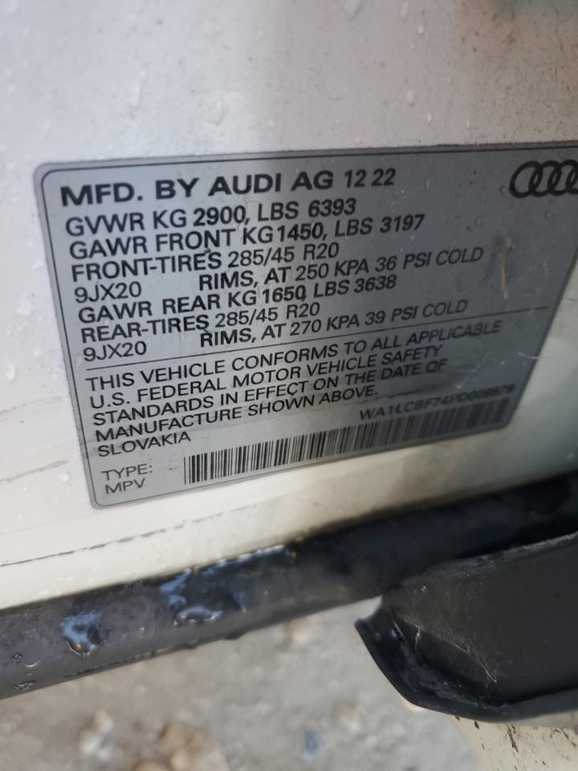 MFD. BY AUDI AG 12 22
GVWR KG 2900, LBS 6393
GAWR FRONT KG 1450, LBS 3197
FRONT-TIRES 285/45 R20
9JX20 RIMS, AT 250 KPA 36 PSI COLD
GAWR REAR KG 1650, LBS 3638
REAR-TIRES 285/45 R20
9JX20 RIMS, AT 270 KPA 39 PSI COLD
THIS VEHICLE CONFORMS TO ALL APPLICABLE
U.S. FEDERAL MOTOR VEHICLE SAFETY
STANDARDS IN EFFECT ON THE DATE OF
MANUFACTURE SHOWN ABOVE.
SLOVAKIA
TYPE:
MPV